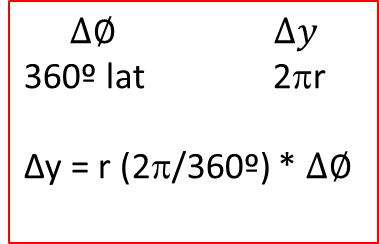 ΔØ Δy
360º lat 2πr
Δy = r (2π/360º) * ΔØ